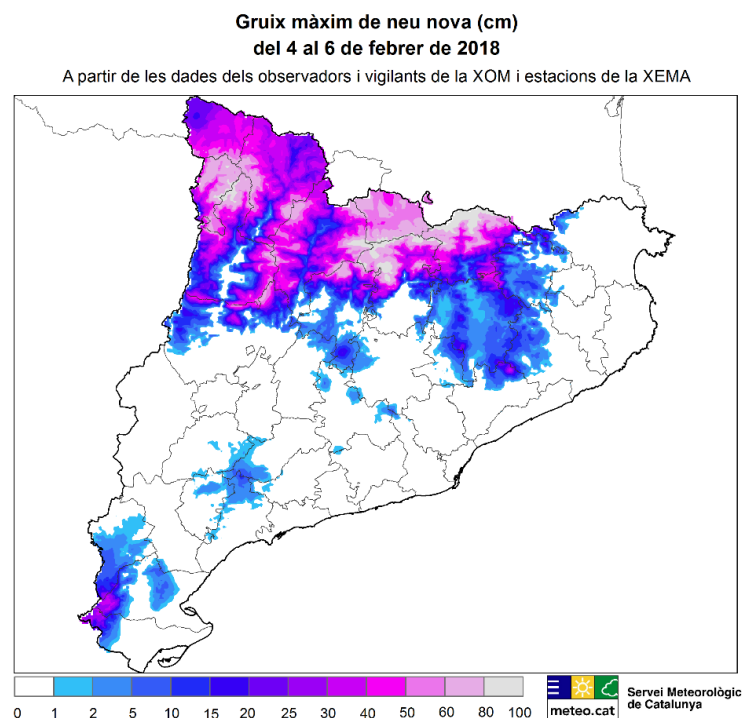 Gruix màxim de neu nova (cm)
del 4 al 6 de febrer de 2018
A partir de les dades dels observadors i vigilants de la XOM i estacions de la XEMA
0 1 2 5 10 15 20 25 30 40 50 60 80 100
meteo.cat
Servei Meteorològic
de Catalunya